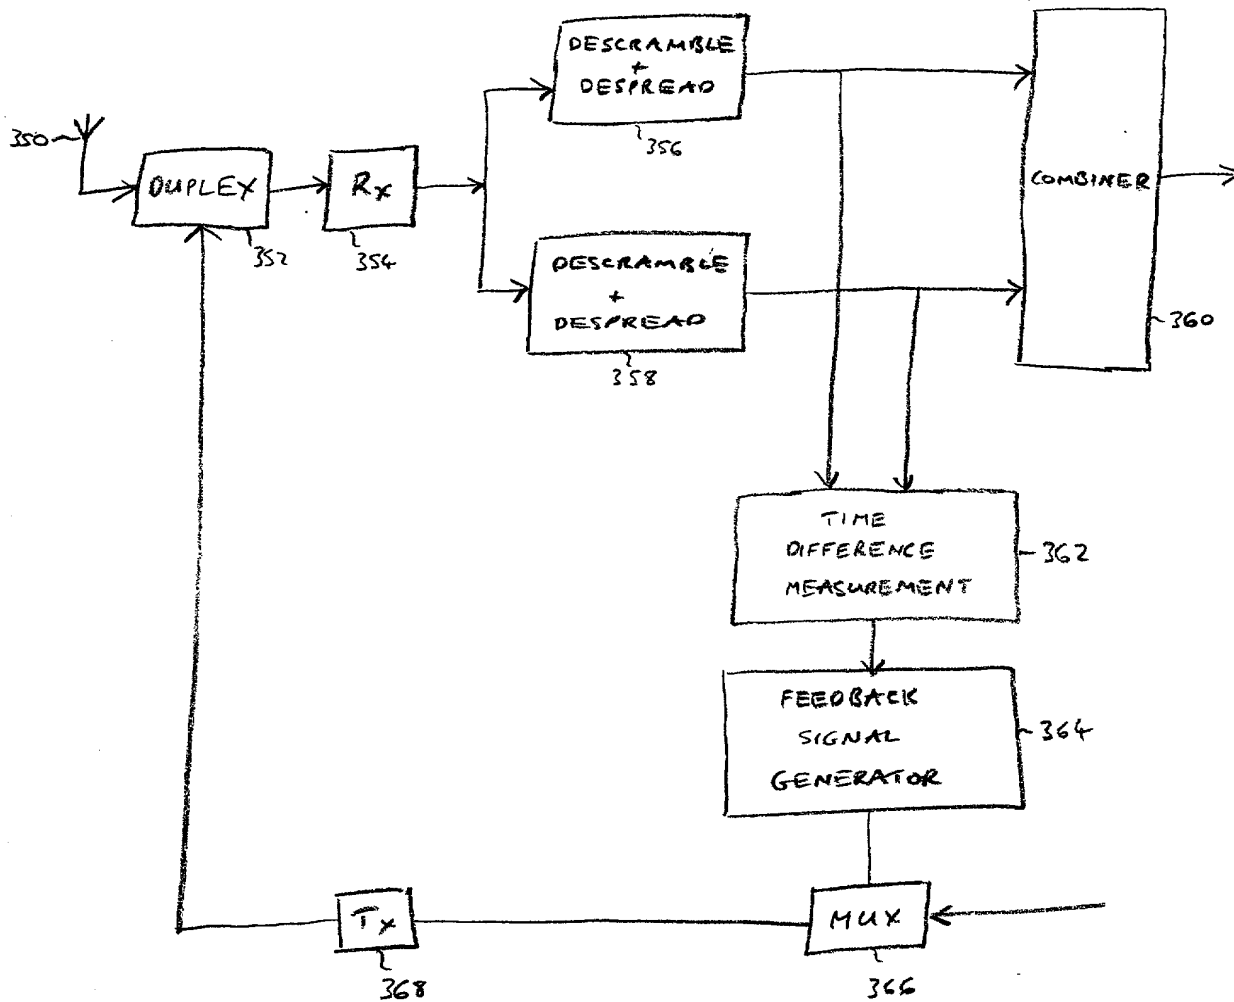 DESCRAMBLE
+
DESPREAD
356
350
DUPLEX
352
Rx
354
COMBINER
360
DESCRAMBLE
+
DESPREAD
358
TIME
DIFFERENCE
MEASUREMENT
362
FEEDBACK
SIGNAL
GENERATOR
364
Tx
368
MUX
366